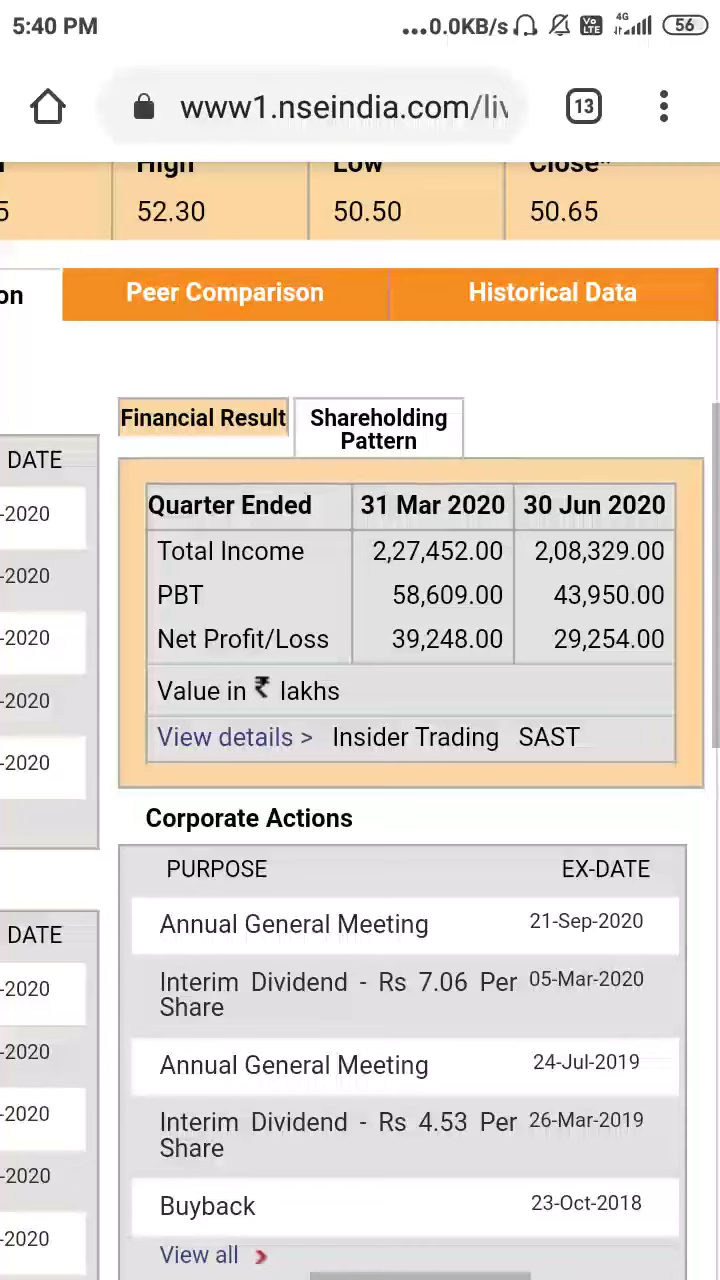 5:40 PM ...0.0KB/s Vo LTE 4G 56
www1.nseindia.com/liv 13
High Low Close
5 52.30 50.50 50.65
on Peer Comparison Historical Data
Financial Result Shareholding
Pattern
DATE
-2020
-2020
-2020
-2020
-2020
Quarter Ended 31 Mar 2020 30 Jun 2020
Total Income 2,27,452.00 2,08,329.00
PBT 58,609.00 43,950.00
Net Profit/Loss 39,248.00 29,254.00
Value in ₹ lakhs
View details > Insider Trading SAST
Corporate Actions
DATE
-2020
-2020
-2020
-2020
-2020
PURPOSE EX-DATE
Annual General Meeting 21-Sep-2020
Interim Dividend - Rs 7.06 Per 05-Mar-2020
Share
Annual General Meeting 24-Jul-2019
Interim Dividend - Rs 4.53 Per 26-Mar-2019
Share
Buyback 23-Oct-2018
View all